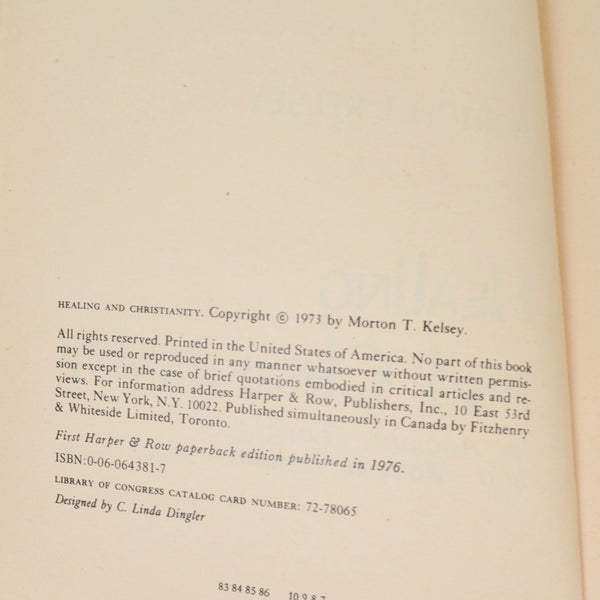 HEALING AND CHRISTIANITY. Copyright © 1973 by Morton T. Kelsey.
All rights reserved. Printed in the United States of America. No part of this book
may be used or reproduced in any manner whatsoever without written permis-
sion except in the case of brief quotations embodied in critical articles and re-
views. For information address Harper & Row, Publishers, Inc., 10 East 53rd
Street, New York, N.Y. 10022. Published simultaneously in Canada by Fitzhenry
& Whiteside Limited, Toronto.
First Harper & Row paperback edition published in 1976.
ISBN:0-06-064381-7
LIBRARY OF CONGRESS CATALOG CARD NUMBER: 72-78065
Designed by C. Linda Dingler
83 84 85 86 10 9 8 7